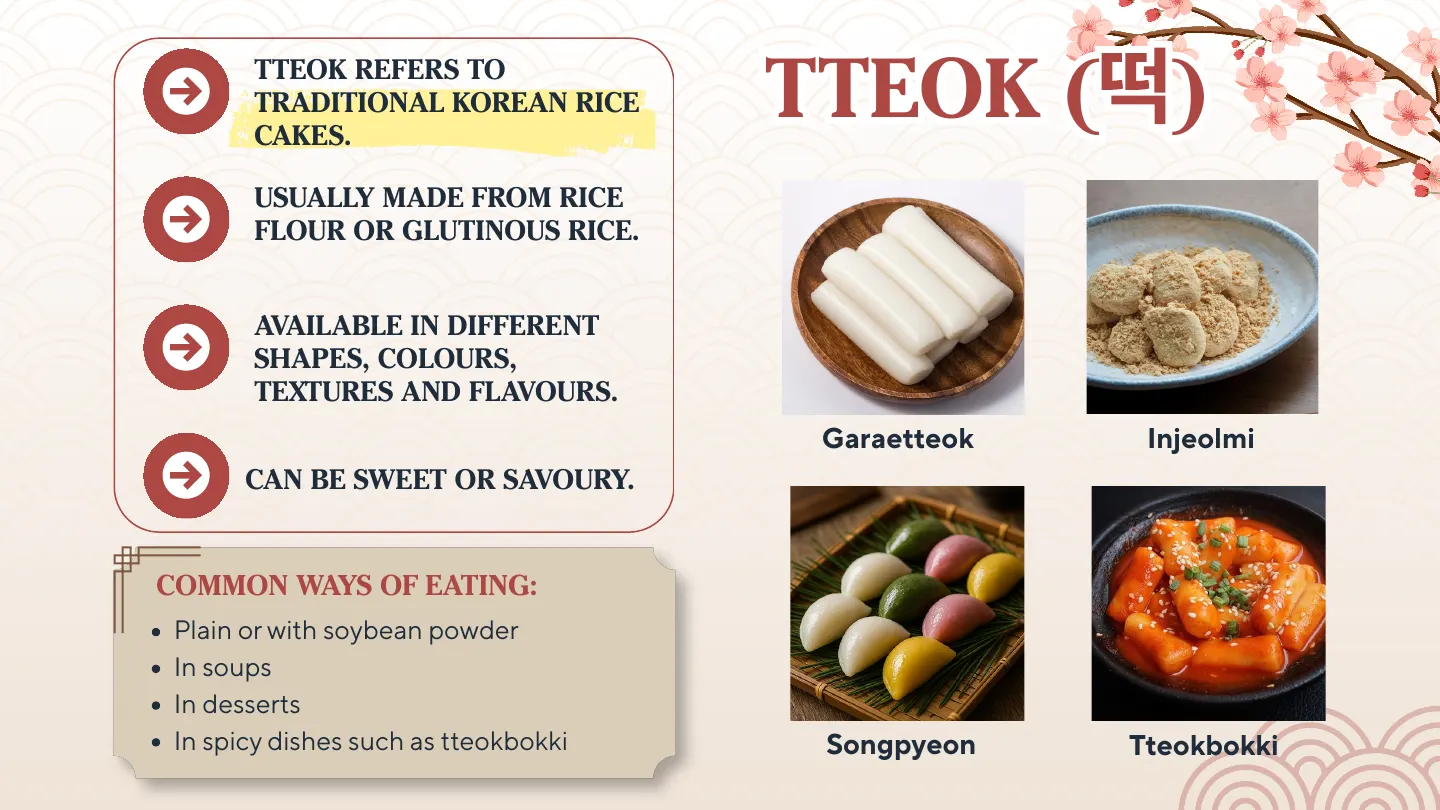 TTEOK (떡)
TTEOK REFERS TO
TRADITIONAL KOREAN RICE
CAKES.
USUALLY MADE FROM RICE
FLOUR OR GLUTINOUS RICE.
AVAILABLE IN DIFFERENT
SHAPES, COLOURS,
TEXTURES AND FLAVOURS.
CAN BE SWEET OR SAVOURY.
COMMON WAYS OF EATING:
• Plain or with soybean powder
• In soups
• In desserts
• In spicy dishes such as tteokbokki
Garaetteok
Injeolmi
Songpyeon
Tteokbokki